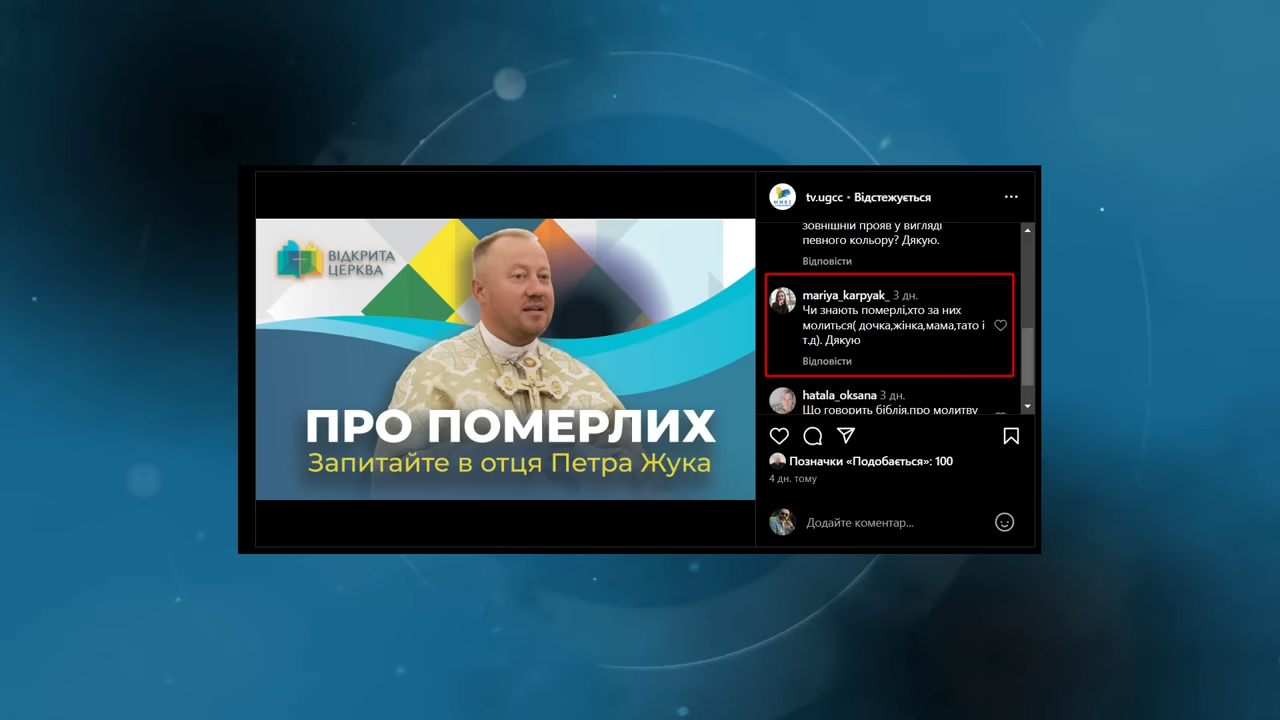 ВІДКРИТА
ЦЕРКВА
ПРО ПОМЕРЛИХ
Запитайте в отця Петра Жука
tv.ugcc • Відстежується
зовнішній прояв у вигляді
певного кольору? Дякую.
Відповісти
mariya_karpyak_ 3 дн.
Чи знають померлі,хто за них
молиться( дочка,жінка,мама,тато і
т.д). Дякую
Відповісти
hatala_oksana 3 дн.
Що говорить біблія,про молитву
Позначки «Подобається»: 100
4 дн. тому
Додайте коментар...